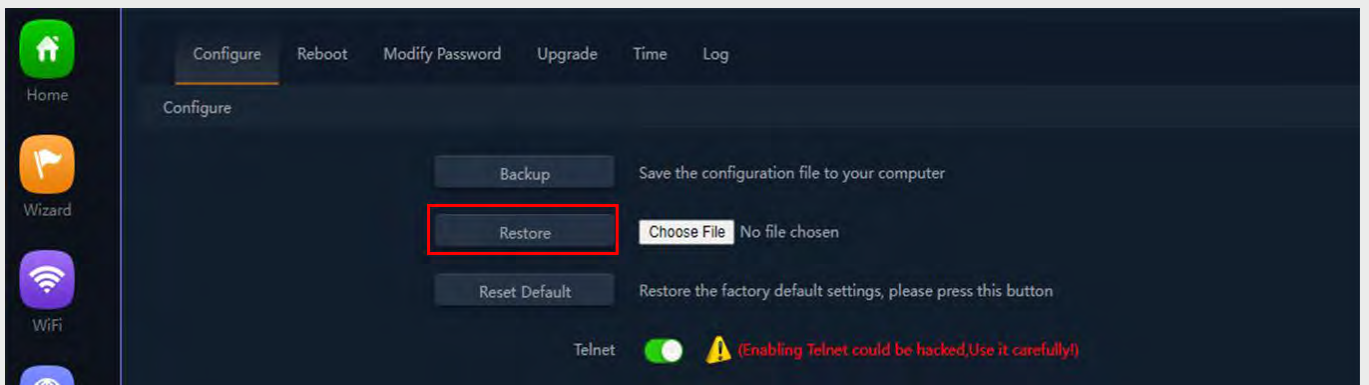 Configure Reboot Modify Password Upgrade Time Log
Home
Configure
Backup Save the configuration file to your computer
Wizard
Restore Choose File No file chosen
Reset Default Restore the factory default settings, please press this button
WiFi
Telnet (Enabling Telnet could be hacked,Use it carefully!)